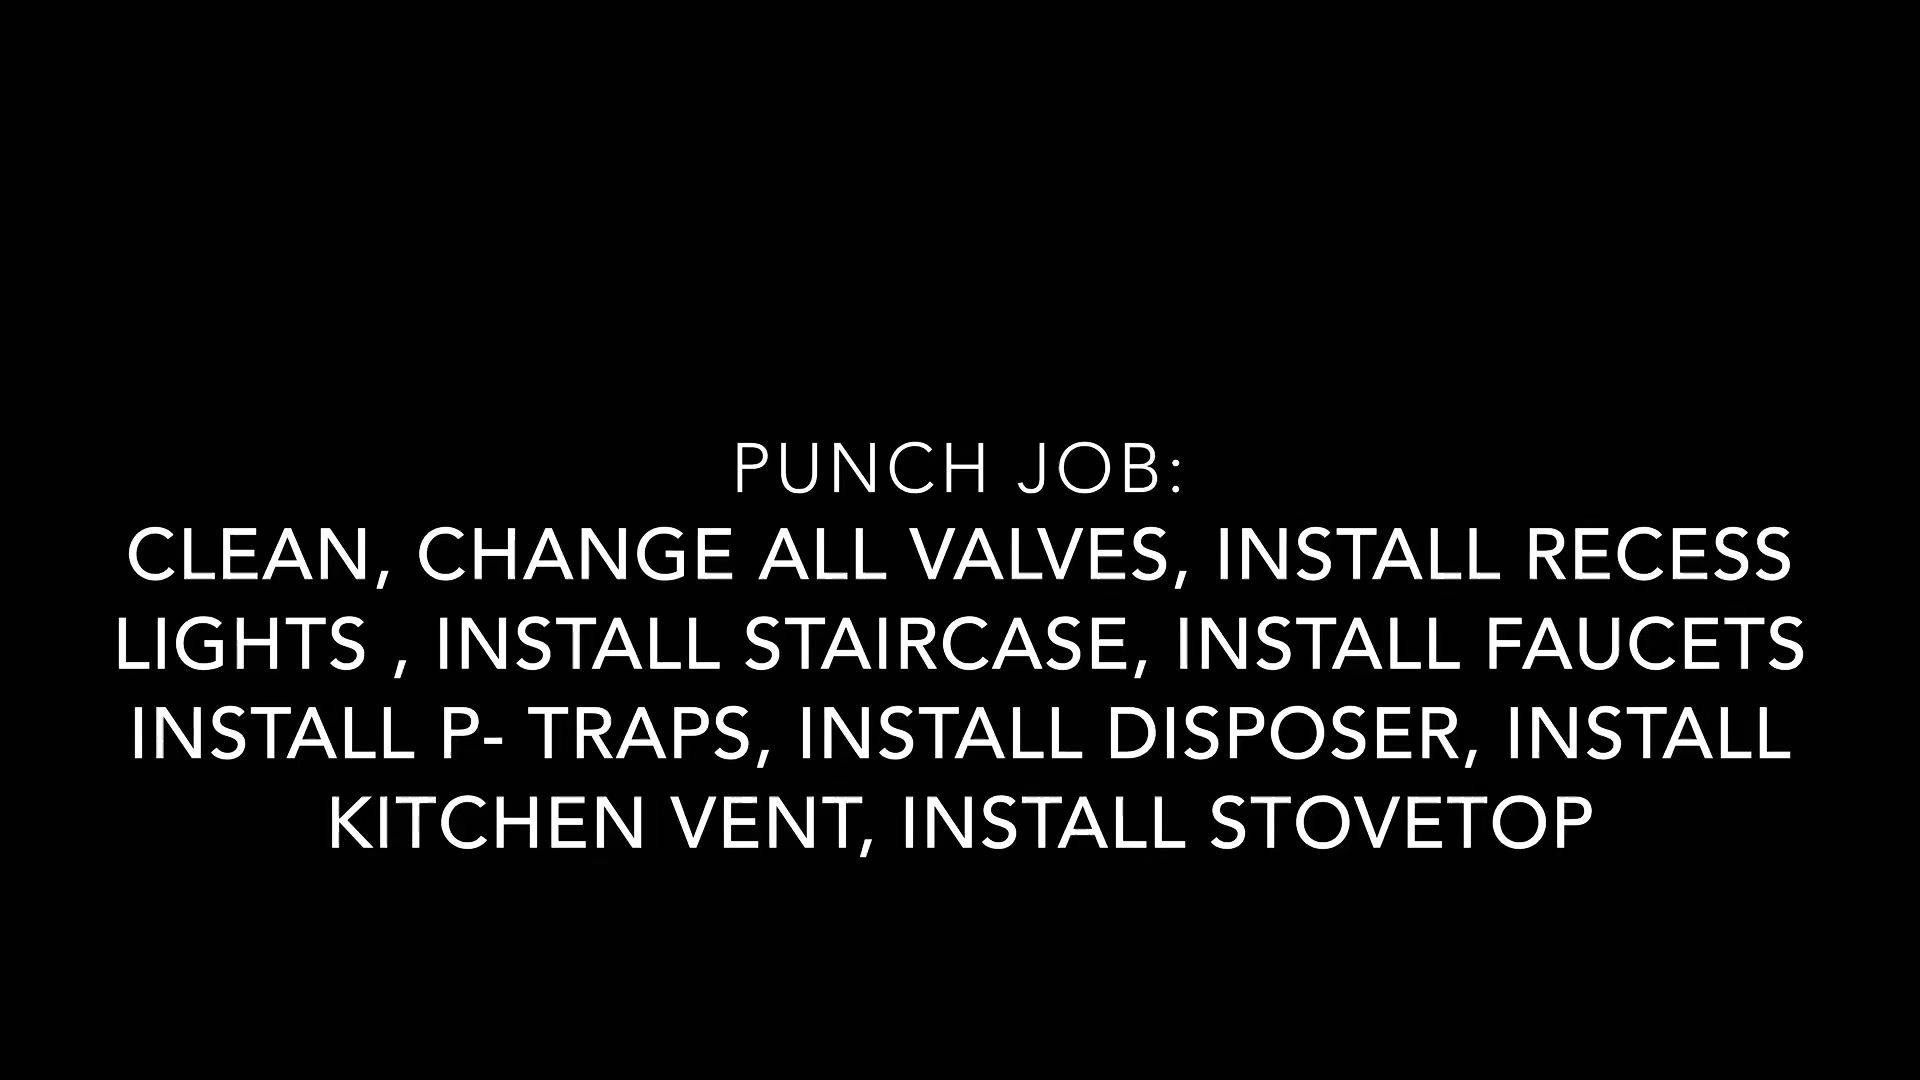 PUNCH JOB:
CLEAN, CHANGE ALL VALVES, INSTALL RECESS
LIGHTS , INSTALL STAIRCASE, INSTALL FAUCETS
INSTALL P- TRAPS, INSTALL DISPOSER, INSTALL
KITCHEN VENT, INSTALL STOVETOP